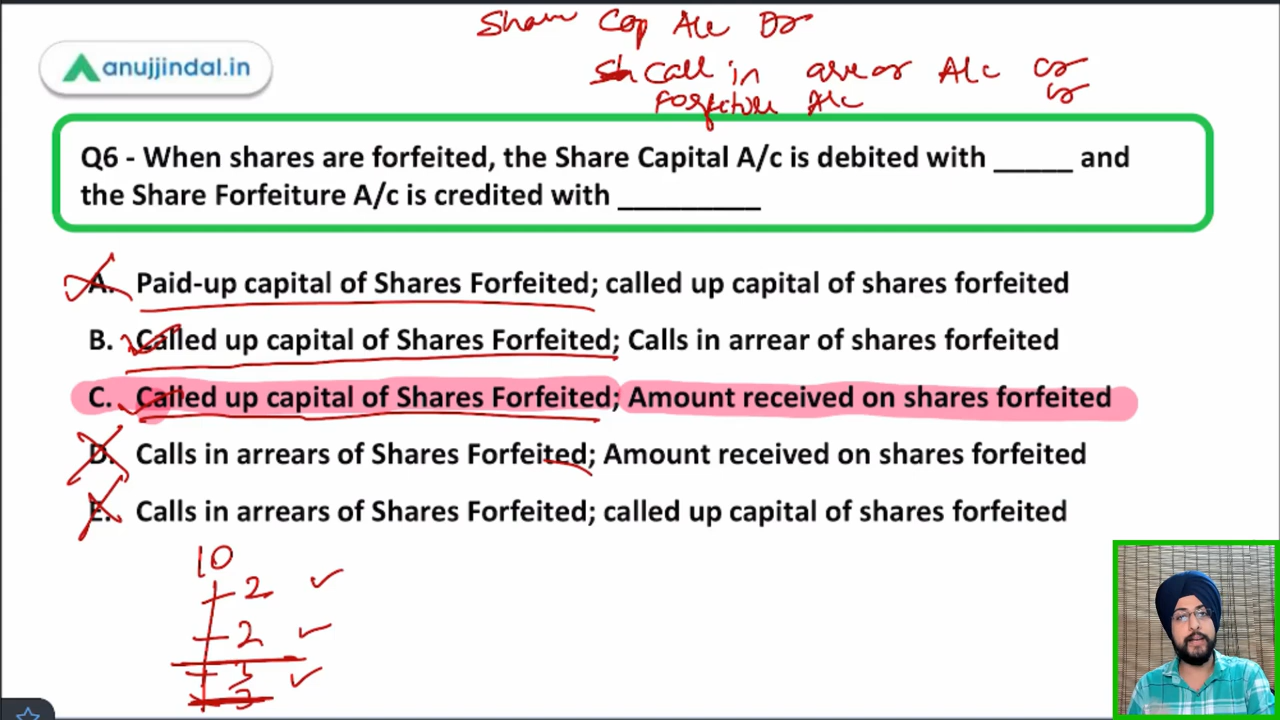 Share Cap A/c Dr
Call in arrear A/c cr
Forfeiture A/c cr
anujjindal.in
Q6 - When shares are forfeited, the Share Capital A/c is debited with _____ and
the Share Forfeiture A/c is credited with _________
A. Paid-up capital of Shares Forfeited; called up capital of shares forfeited
B. Called up capital of Shares Forfeited; Calls in arrear of shares forfeited
C. Called up capital of Shares Forfeited; Amount received on shares forfeited
D. Calls in arrears of Shares Forfeited; Amount received on shares forfeited
E. Calls in arrears of Shares Forfeited; called up capital of shares forfeited
10
2
2
3